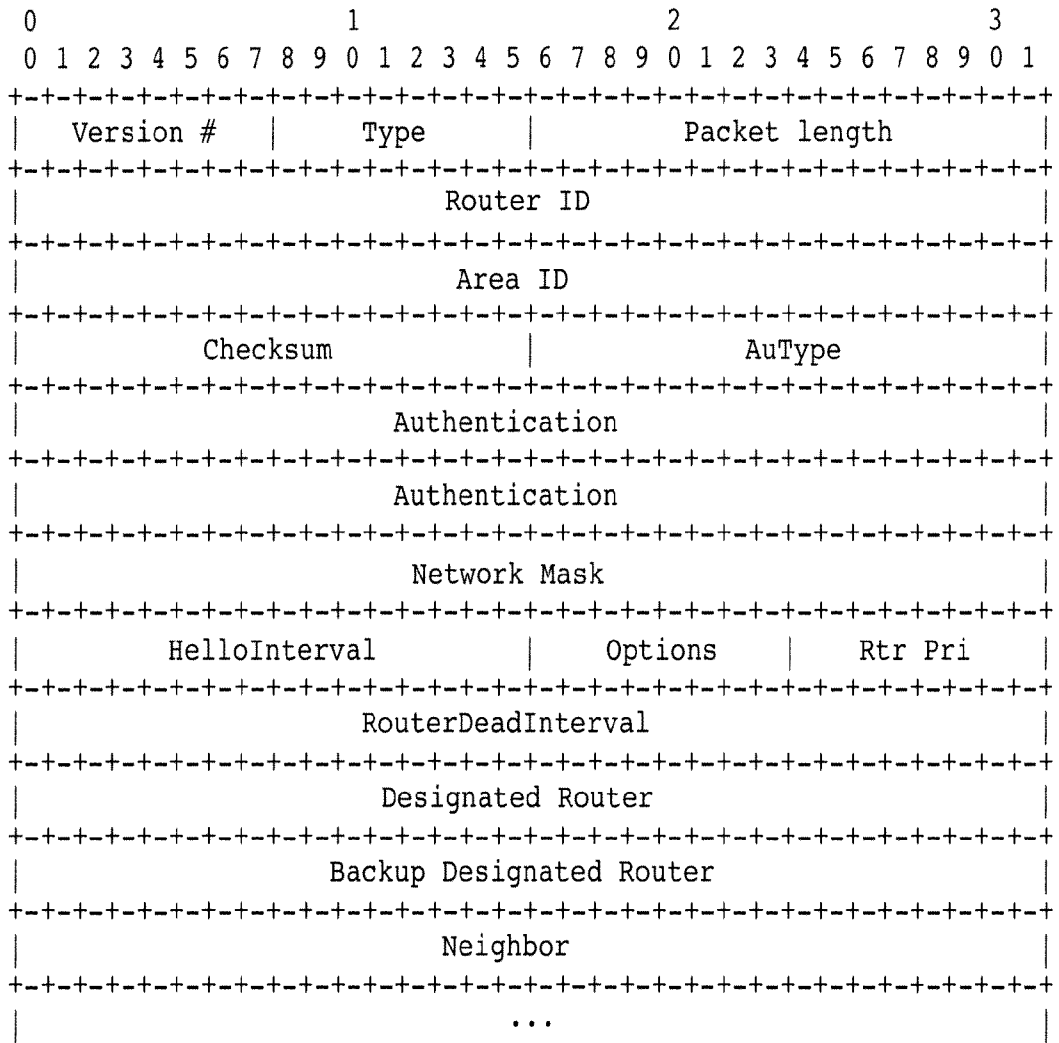 0                   1                   2                   3
0 1 2 3 4 5 6 7 8 9 0 1 2 3 4 5 6 7 8 9 0 1 2 3 4 5 6 7 8 9 0 1
+-+-+-+-+-+-+-+-+-+-+-+-+-+-+-+-+-+-+-+-+-+-+-+-+-+-+-+-+-+-+-+-+
| Version # | Type | Packet length |
+-+-+-+-+-+-+-+-+-+-+-+-+-+-+-+-+-+-+-+-+-+-+-+-+-+-+-+-+-+-+-+-+
| Router ID |
+-+-+-+-+-+-+-+-+-+-+-+-+-+-+-+-+-+-+-+-+-+-+-+-+-+-+-+-+-+-+-+-+
| Area ID |
+-+-+-+-+-+-+-+-+-+-+-+-+-+-+-+-+-+-+-+-+-+-+-+-+-+-+-+-+-+-+-+-+
| Checksum | AuType |
+-+-+-+-+-+-+-+-+-+-+-+-+-+-+-+-+-+-+-+-+-+-+-+-+-+-+-+-+-+-+-+-+
| Authentication |
+-+-+-+-+-+-+-+-+-+-+-+-+-+-+-+-+-+-+-+-+-+-+-+-+-+-+-+-+-+-+-+-+
| Authentication |
+-+-+-+-+-+-+-+-+-+-+-+-+-+-+-+-+-+-+-+-+-+-+-+-+-+-+-+-+-+-+-+-+
| Network Mask |
+-+-+-+-+-+-+-+-+-+-+-+-+-+-+-+-+-+-+-+-+-+-+-+-+-+-+-+-+-+-+-+-+
| HelloInterval | Options | Rtr Pri |
+-+-+-+-+-+-+-+-+-+-+-+-+-+-+-+-+-+-+-+-+-+-+-+-+-+-+-+-+-+-+-+-+
| RouterDeadInterval |
+-+-+-+-+-+-+-+-+-+-+-+-+-+-+-+-+-+-+-+-+-+-+-+-+-+-+-+-+-+-+-+-+
| Designated Router |
+-+-+-+-+-+-+-+-+-+-+-+-+-+-+-+-+-+-+-+-+-+-+-+-+-+-+-+-+-+-+-+-+
| Backup Designated Router |
+-+-+-+-+-+-+-+-+-+-+-+-+-+-+-+-+-+-+-+-+-+-+-+-+-+-+-+-+-+-+-+-+
| Neighbor |
+-+-+-+-+-+-+-+-+-+-+-+-+-+-+-+-+-+-+-+-+-+-+-+-+-+-+-+-+-+-+-+-+
| ... |